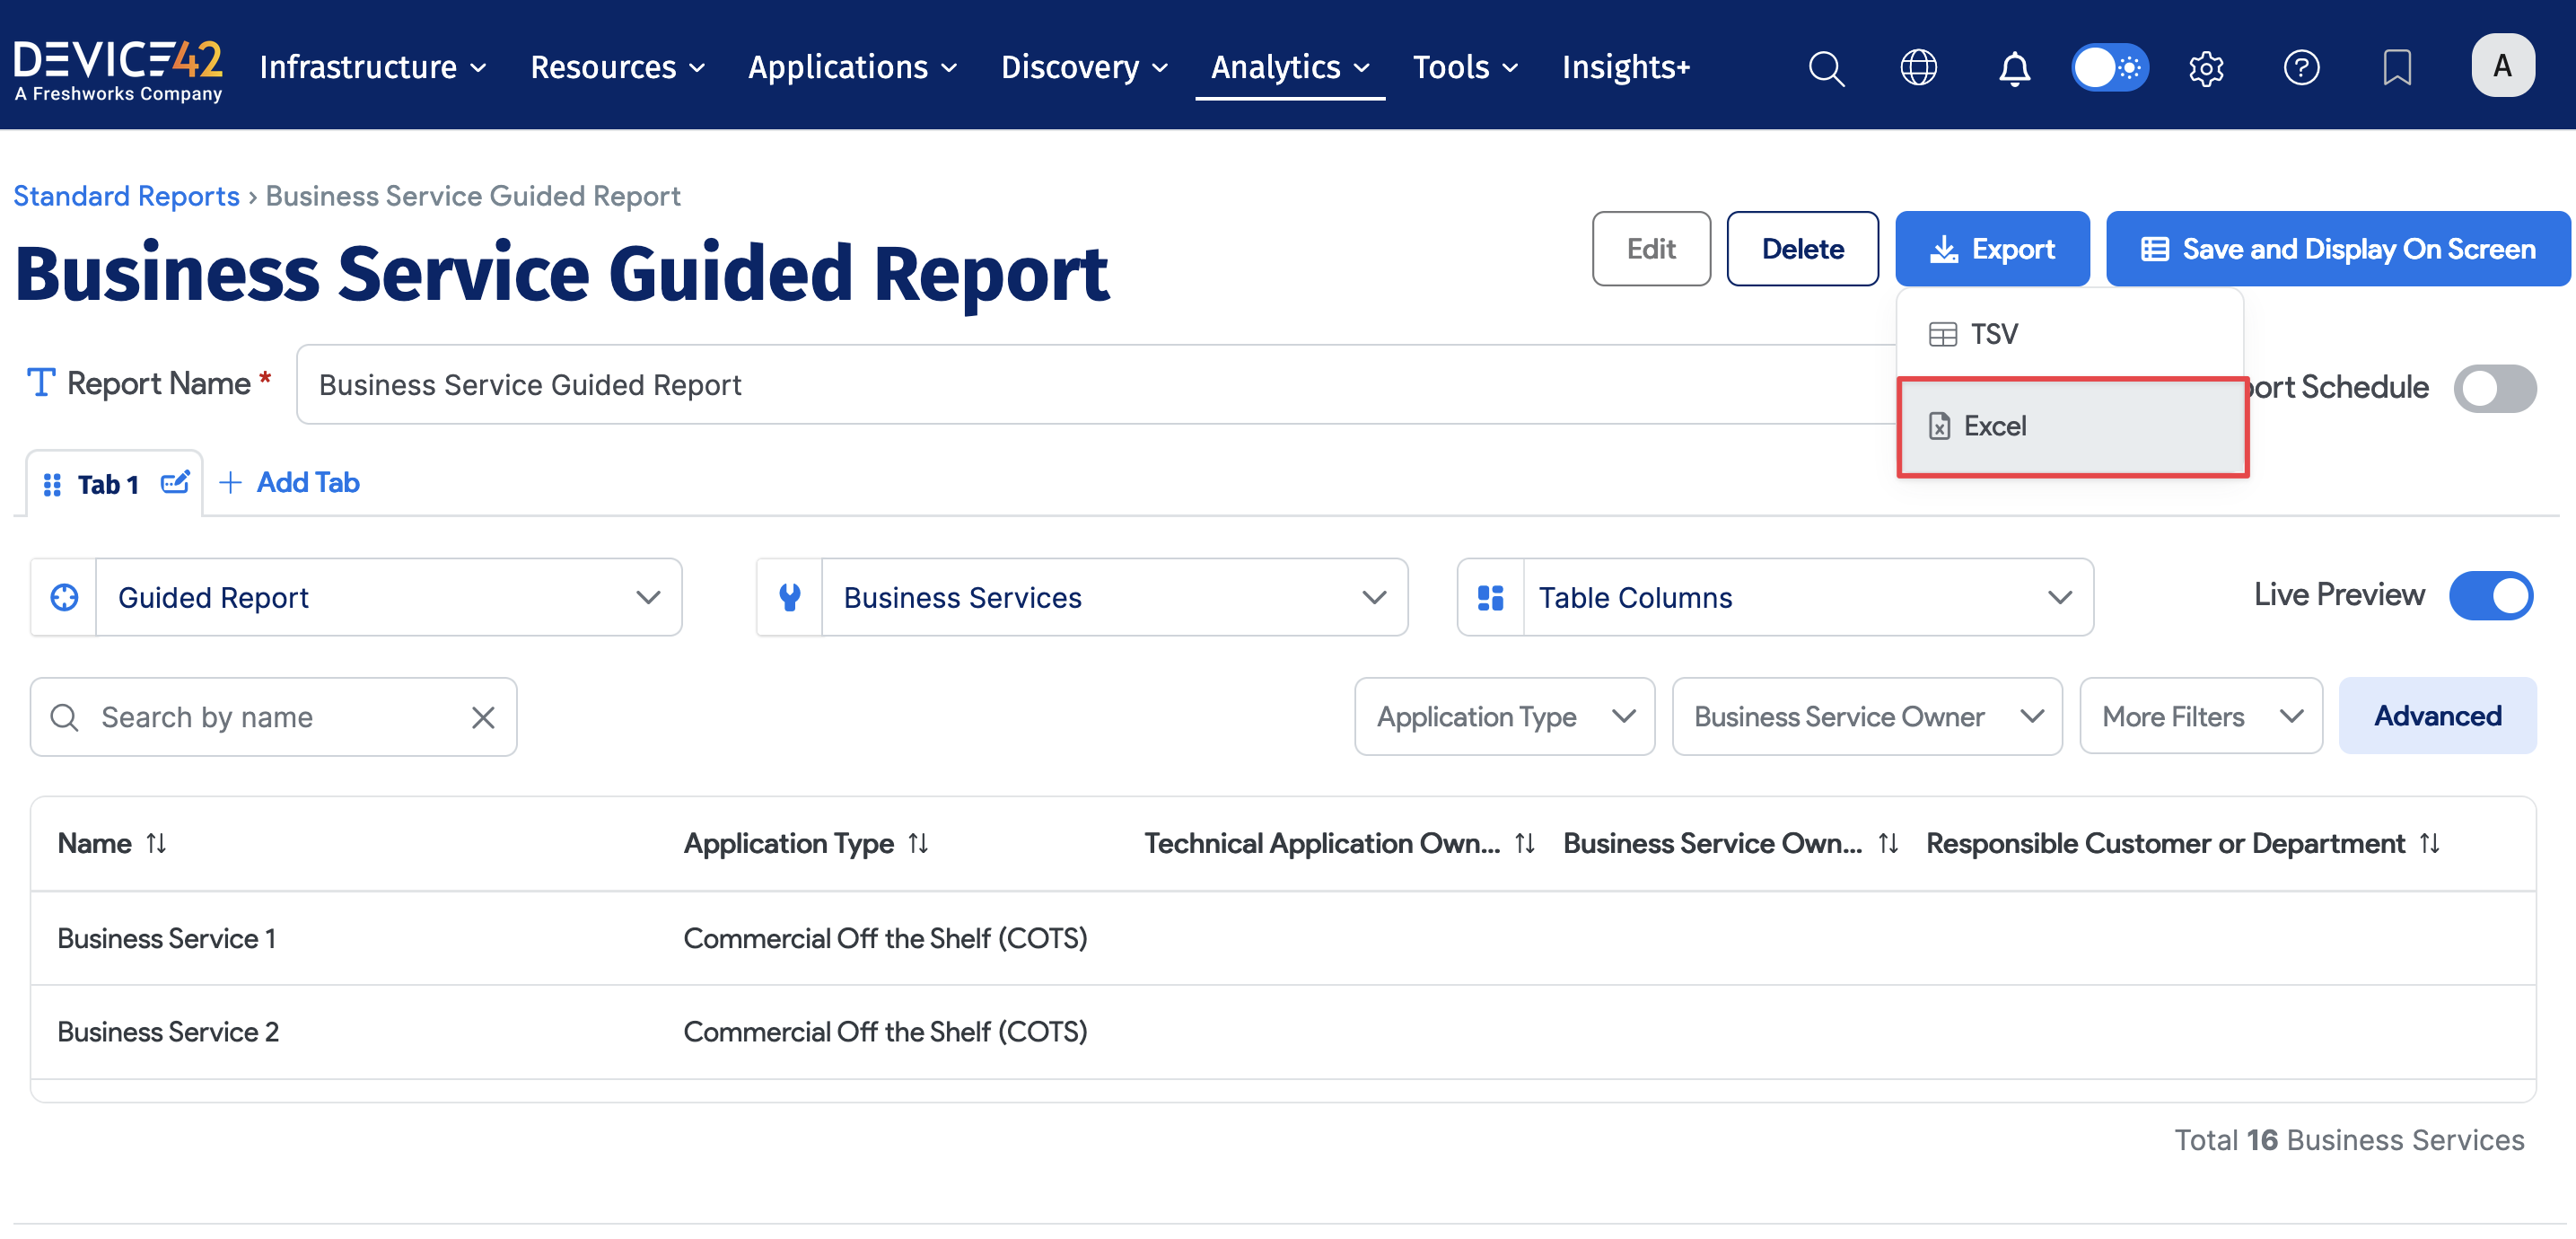 DEVICE42
A Freshworks Company
Infrastructure Resources Applications Discovery Analytics Tools Insights+ A
Standard Reports › Business Service Guided Report
Business Service Guided Report
Edit Delete Export Save and Display On Screen
TSV
Excel
Report Name * Business Service Guided Report
ort Schedule
Tab 1 + Add Tab
Guided Report Business Services Table Columns Live Preview
Search by name Application Type Business Service Owner More Filters Advanced
Name Application Type Technical Application Own... Business Service Own... Responsible Customer or Department
Business Service 1 Commercial Off the Shelf (COTS)
Business Service 2 Commercial Off the Shelf (COTS)
Total 16 Business Services